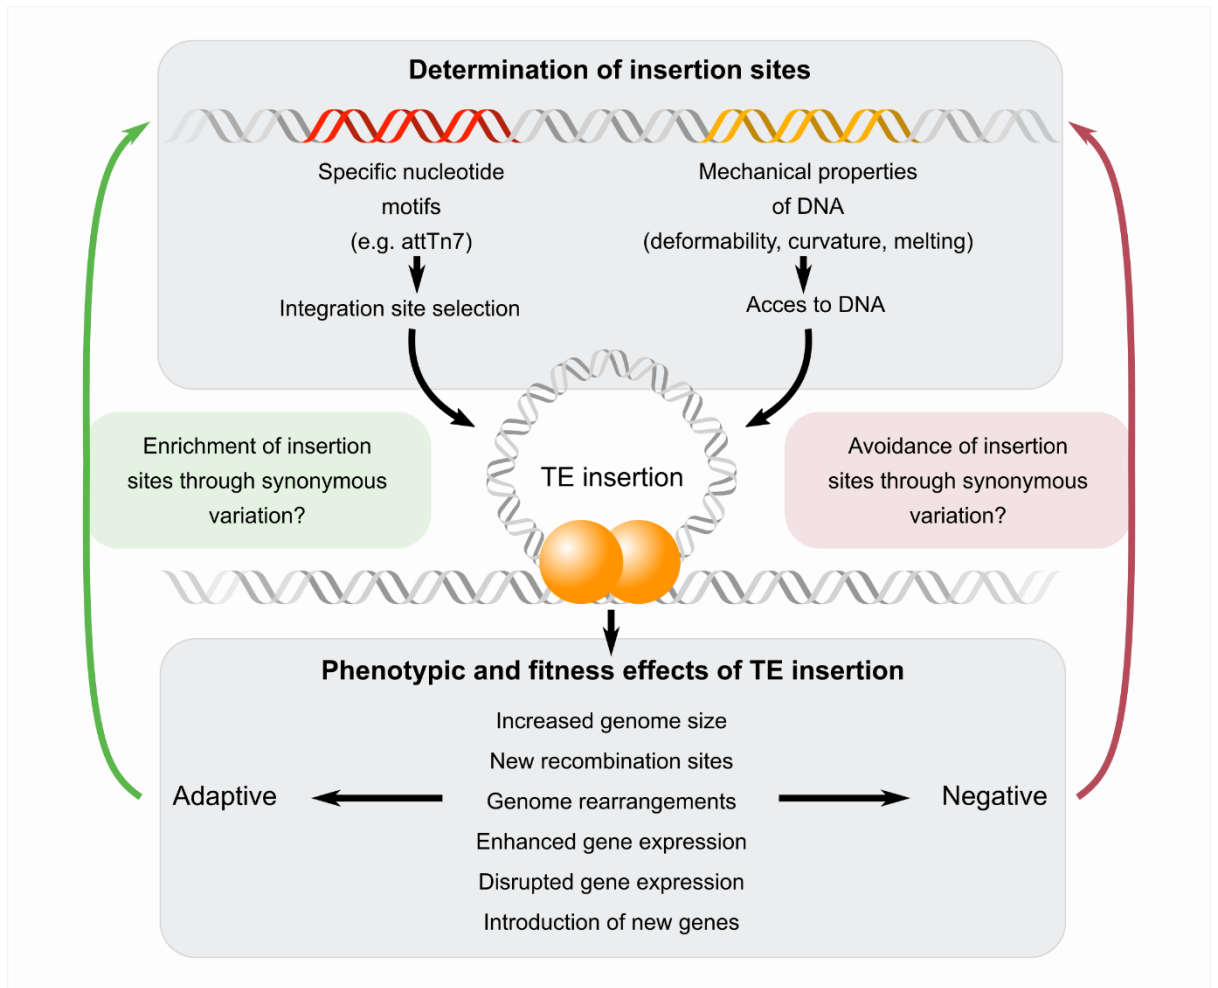 Determination of insertion sites
Specific nucleotide
motifs
(e.g. attTn7)
Integration site selection
Mechanical properties
of DNA
(deformability, curvature, melting)
Acces to DNA
Enrichment of insertion
sites through synonymous
variation?
TE insertion
Avoidance of insertion
sites through synonymous
variation?
Phenotypic and fitness effects of TE insertion
Increased genome size
New recombination sites
Genome rearrangements
Enhanced gene expression
Disrupted gene expression
Introduction of new genes
Adaptive
Negative